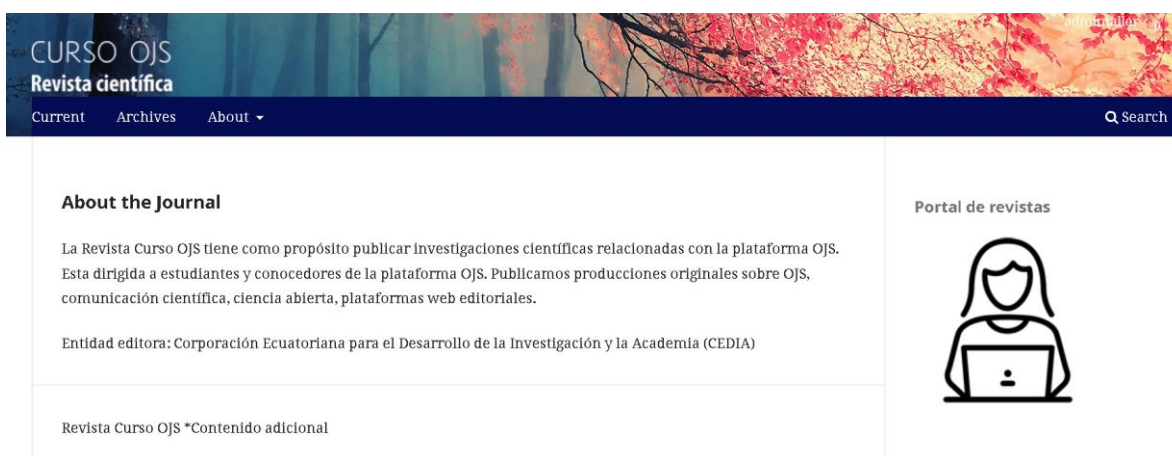 admintaller
CURSO OJS
Revista científica
Current Archives About
Search
About the Journal
La Revista Curso OJS tiene como propósito publicar investigaciones científicas relacionadas con la plataforma OJS.
Esta dirigida a estudiantes y conocedores de la plataforma OJS. Publicamos producciones originales sobre OJS,
comunicación científica, ciencia abierta, plataformas web editoriales.
Entidad editora: Corporación Ecuatoriana para el Desarrollo de la Investigación y la Academia (CEDIA)
Revista Curso OJS *Contenido adicional
Portal de revistas